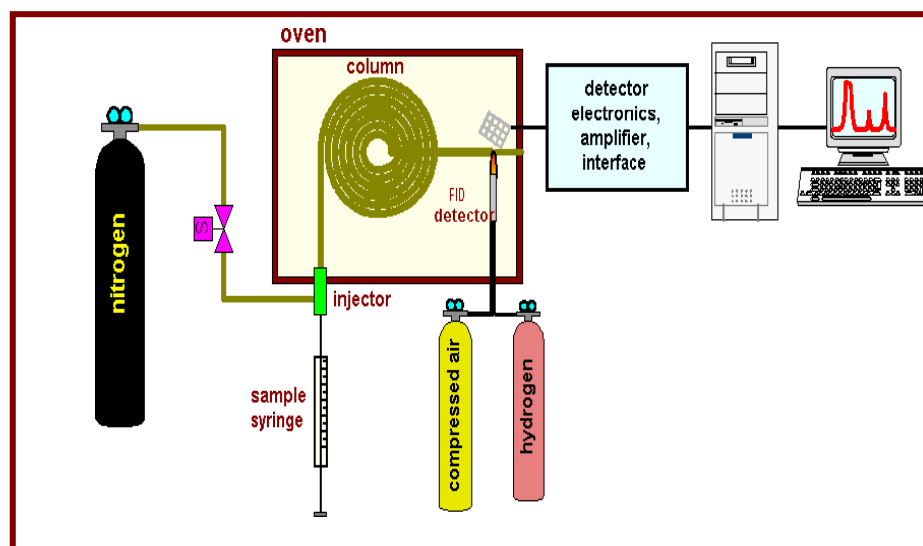 oven
column
nitrogen
S
injector
sample
syringe
FID
detector
compressed air
hydrogen
detector
electronics,
amplifier,
interface